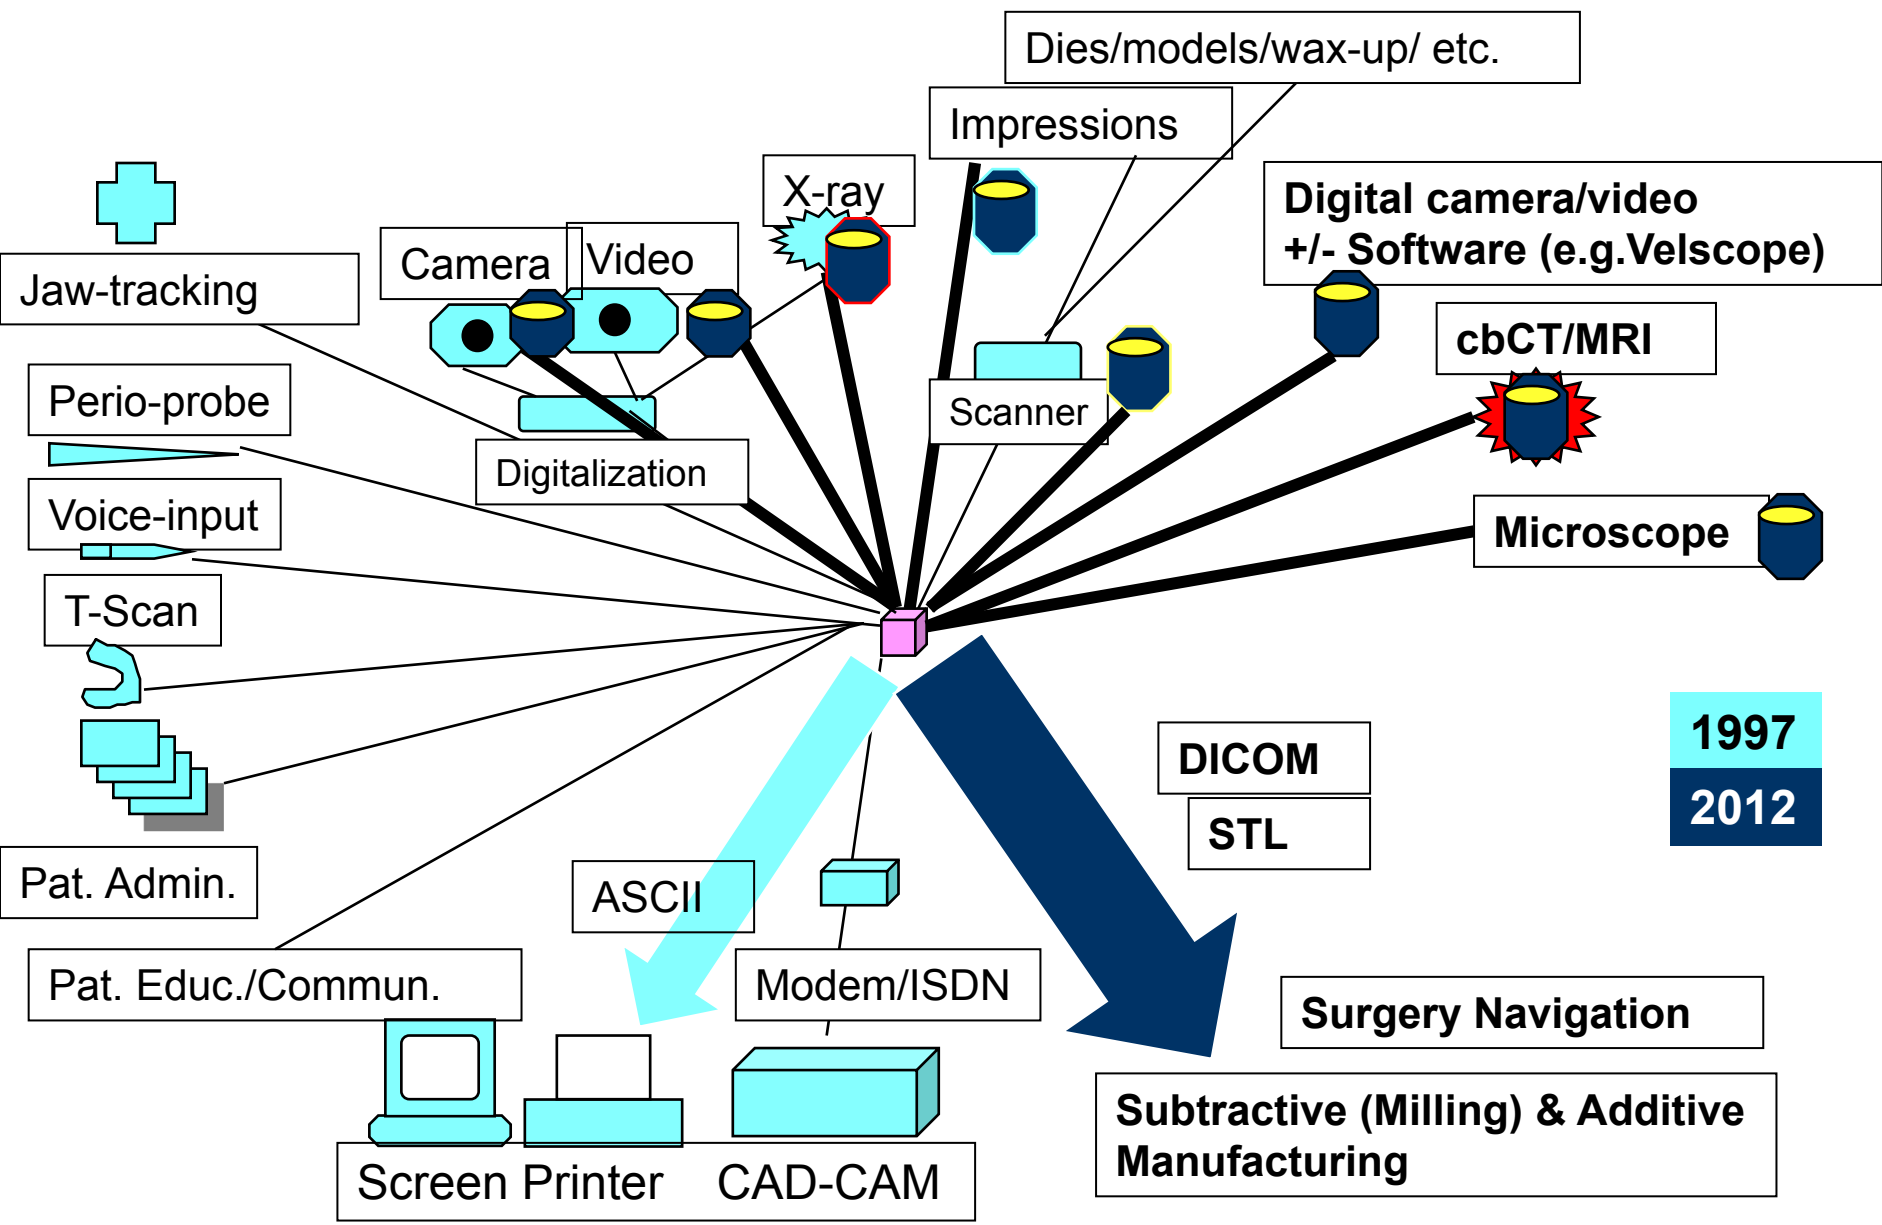 Dies/models/wax-up/ etc.
Impressions
X-ray
Digital camera/video
+/- Software (e.g.Velscope)
Camera
Video
Jaw-tracking
cbCT/MRI
Perio-probe
Scanner
Digitalization
Voice-input
Microscope
T-Scan
1997
DICOM
2012
STL
Pat. Admin.
ASCII
Pat. Educ./Commun.
Modem/ISDN
Surgery Navigation
Subtractive (Milling) & Additive
Manufacturing
Screen Printer CAD-CAM